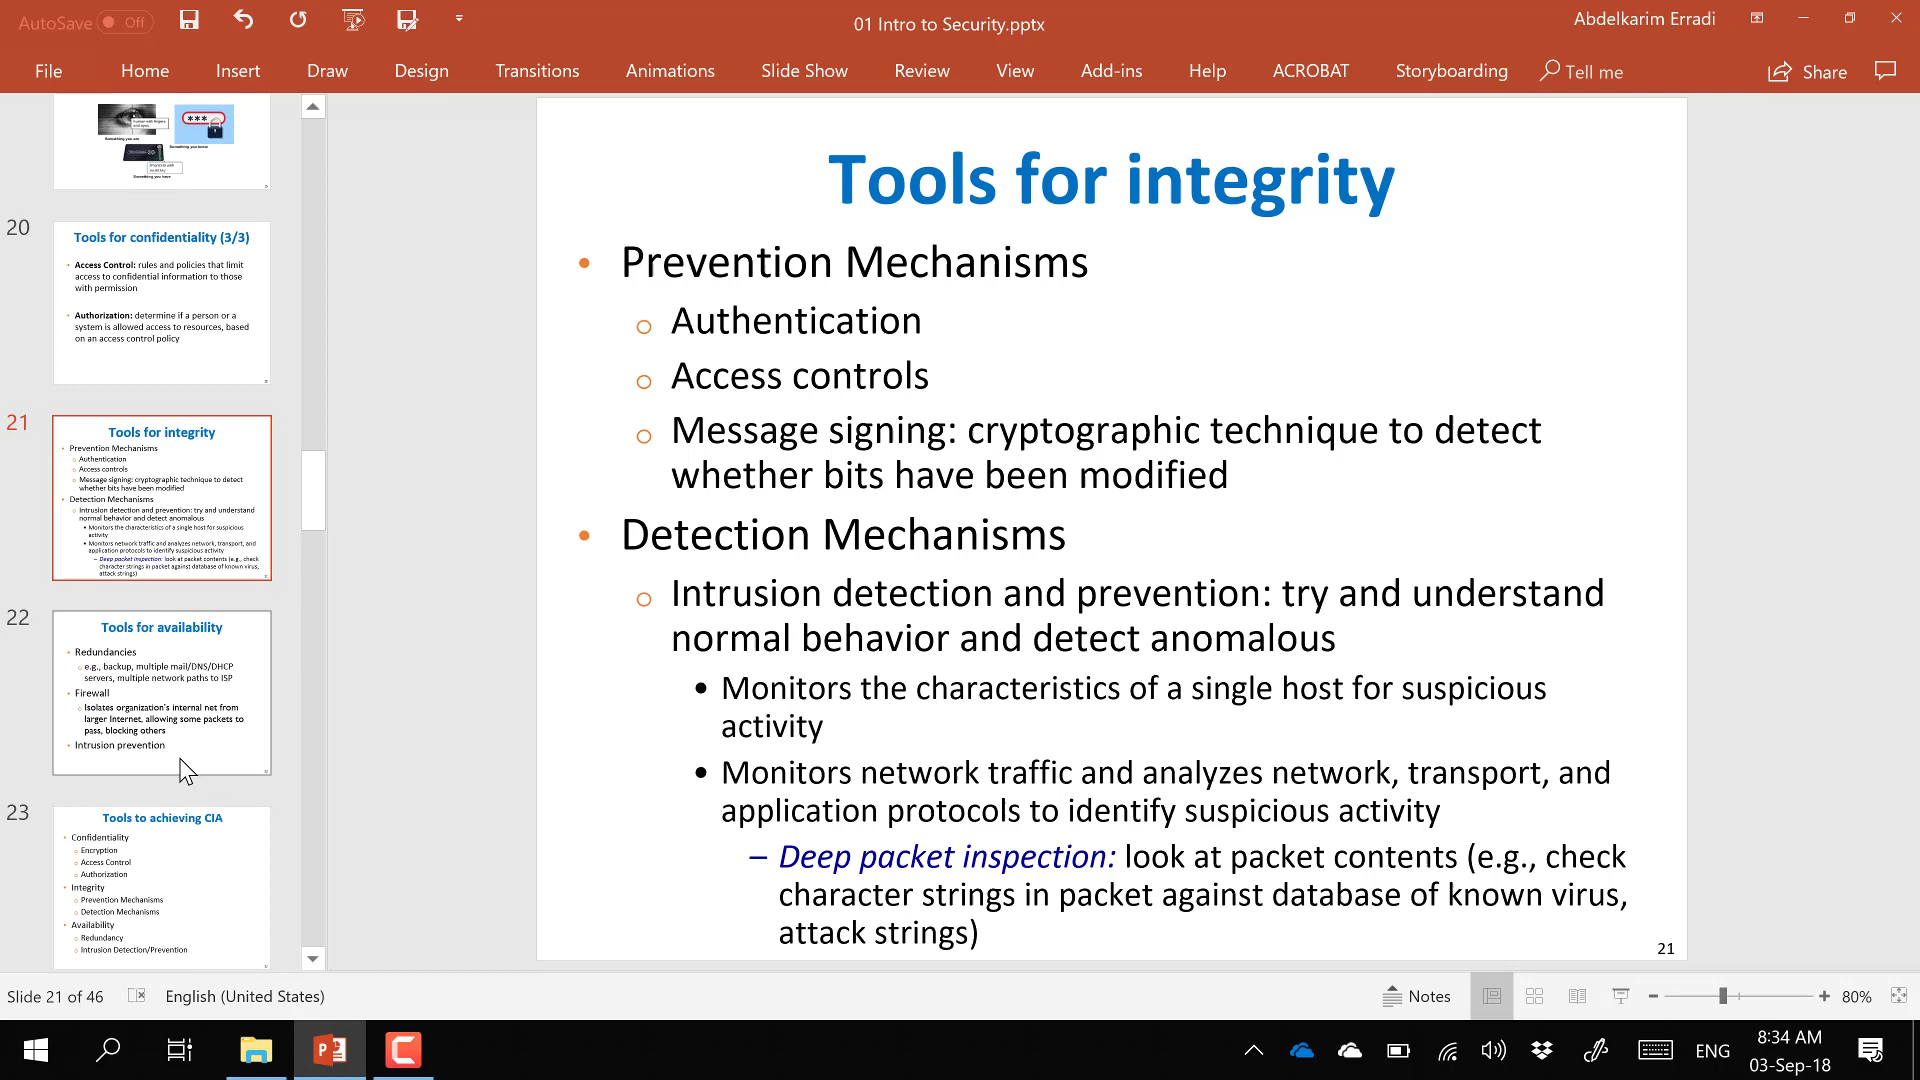 AutoSave Off
01 Intro to Security.pptx
Abdelkarim Erradi
File Home Insert Draw Design Transitions Animations Slide Show Review View Add-ins Help ACROBAT Storyboarding Tell me Share
***
Something you are
Something you know
Something you have
20
Tools for confidentiality (3/3)
• Access Control: rules and policies that limit
access to confidential information to those
with permission
• Authorization: determine if a person or a
system is allowed access to resources, based
on an access control policy
21
Tools for integrity
• Prevention Mechanisms
o Authentication
o Access controls
o Message signing: cryptographic technique to detect
whether bits have been modified
• Detection Mechanisms
o Intrusion detection and prevention: try and understand
normal behavior and detect anomalous
• Monitors the characteristics of a single host for suspicious
activity
• Monitors network traffic and analyzes network, transport, and
application protocols to identify suspicious activity
– Deep packet inspection: look at packet contents (e.g., check
character strings in packet against database of known virus,
attack strings)
22
Tools for availability
• Redundancies
o e.g., backup, multiple mail/DNS/DHCP
servers, multiple network paths to ISP
• Firewall
o Isolates organization's internal net from
larger Internet, allowing some packets to
pass, blocking others
• Intrusion prevention
23
Tools to achieving CIA
• Confidentiality
o Encryption
o Access Control
o Authorization
• Integrity
o Prevention Mechanisms
o Detection Mechanisms
• Availability
o Redundancy
o Intrusion Detection/Prevention
Tools for integrity
• Prevention Mechanisms
o Authentication
o Access controls
o Message signing: cryptographic technique to detect
whether bits have been modified
• Detection Mechanisms
o Intrusion detection and prevention: try and understand
normal behavior and detect anomalous
• Monitors the characteristics of a single host for suspicious
activity
• Monitors network traffic and analyzes network, transport, and
application protocols to identify suspicious activity
– Deep packet inspection: look at packet contents (e.g., check
character strings in packet against database of known virus,
attack strings)
21
Slide 21 of 46 English (United States) Notes 80%
ENG
8:34 AM
03-Sep-18